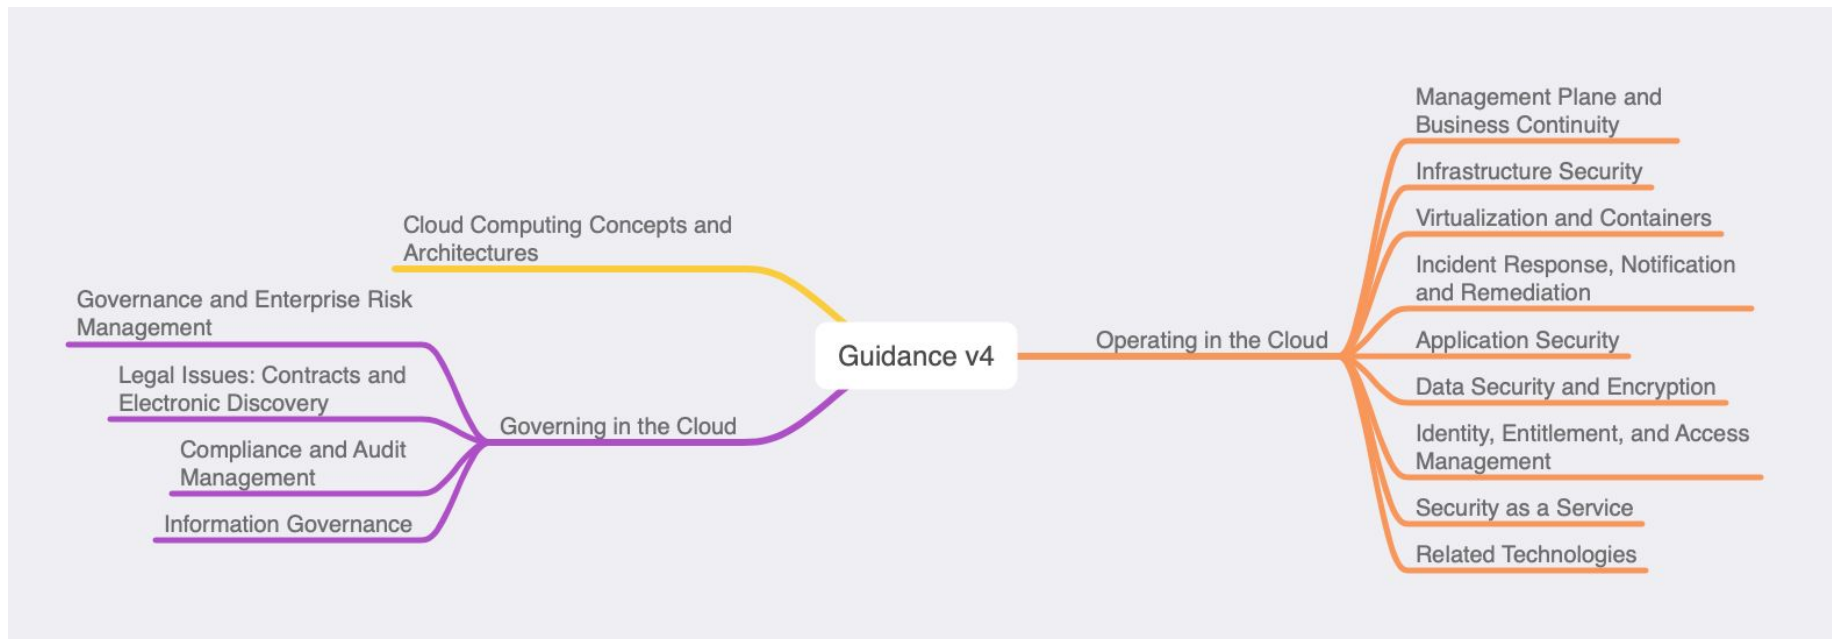 Cloud Computing Concepts and
Architectures
Governance and Enterprise Risk
Management
Legal Issues: Contracts and
Electronic Discovery
Compliance and Audit
Management
Information Governance
Governing in the Cloud
Guidance v4
Operating in the Cloud
Management Plane and
Business Continuity
Infrastructure Security
Virtualization and Containers
Incident Response, Notification
and Remediation
Application Security
Data Security and Encryption
Identity, Entitlement, and Access
Management
Security as a Service
Related Technologies